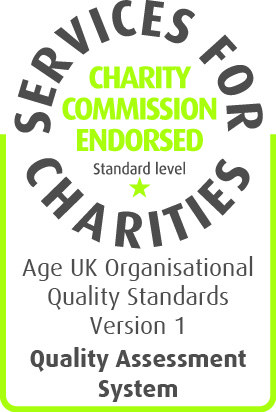 SERVICES FOR
CHARITIES
CHARITY
COMMISSION
ENDORSED
Standard level
Age UK Organisational
Quality Standards
Version 1
Quality Assessment
System